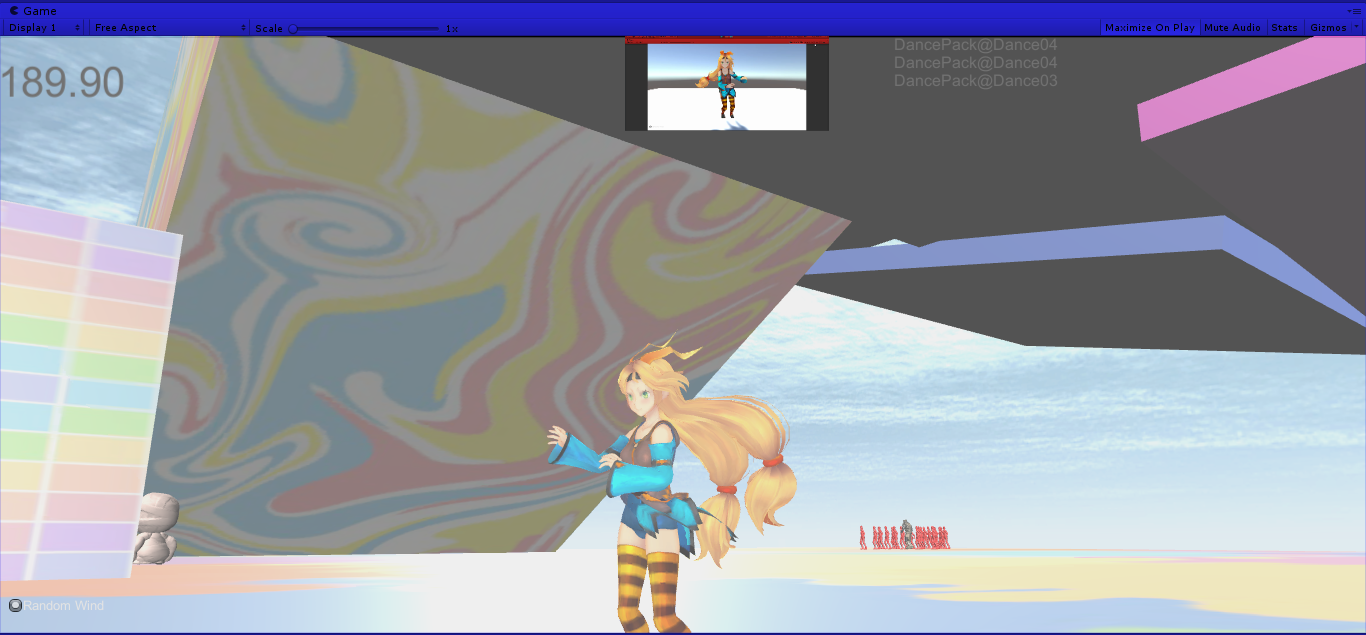 Game
Display 1 Free Aspect Scale 1x Maximize On Play Mute Audio Stats Gizmos
189.90
DancePack@Dance04
DancePack@Dance04
DancePack@Dance03
Random Wind